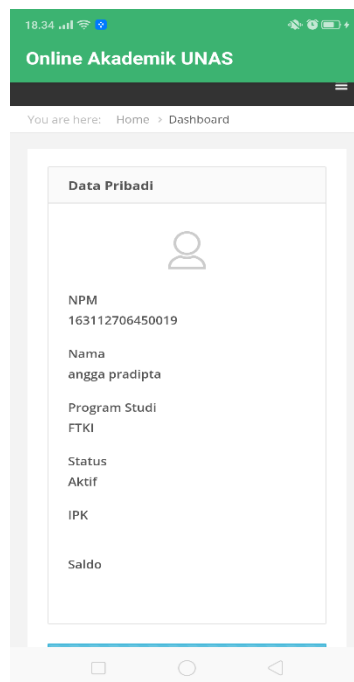 18.34
Online Akademik UNAS
You are here: Home > Dashboard
Data Pribadi
NPM
163112706450019
Nama
angga pradipta
Program Studi
FTKI
Status
Aktif
IPK
Saldo